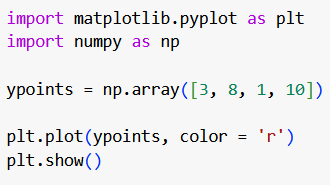 import matplotlib.pyplot as plt
import numpy as np
ypoints = np.array([3, 8, 1, 10])
plt.plot(ypoints, color = 'r')
plt.show()